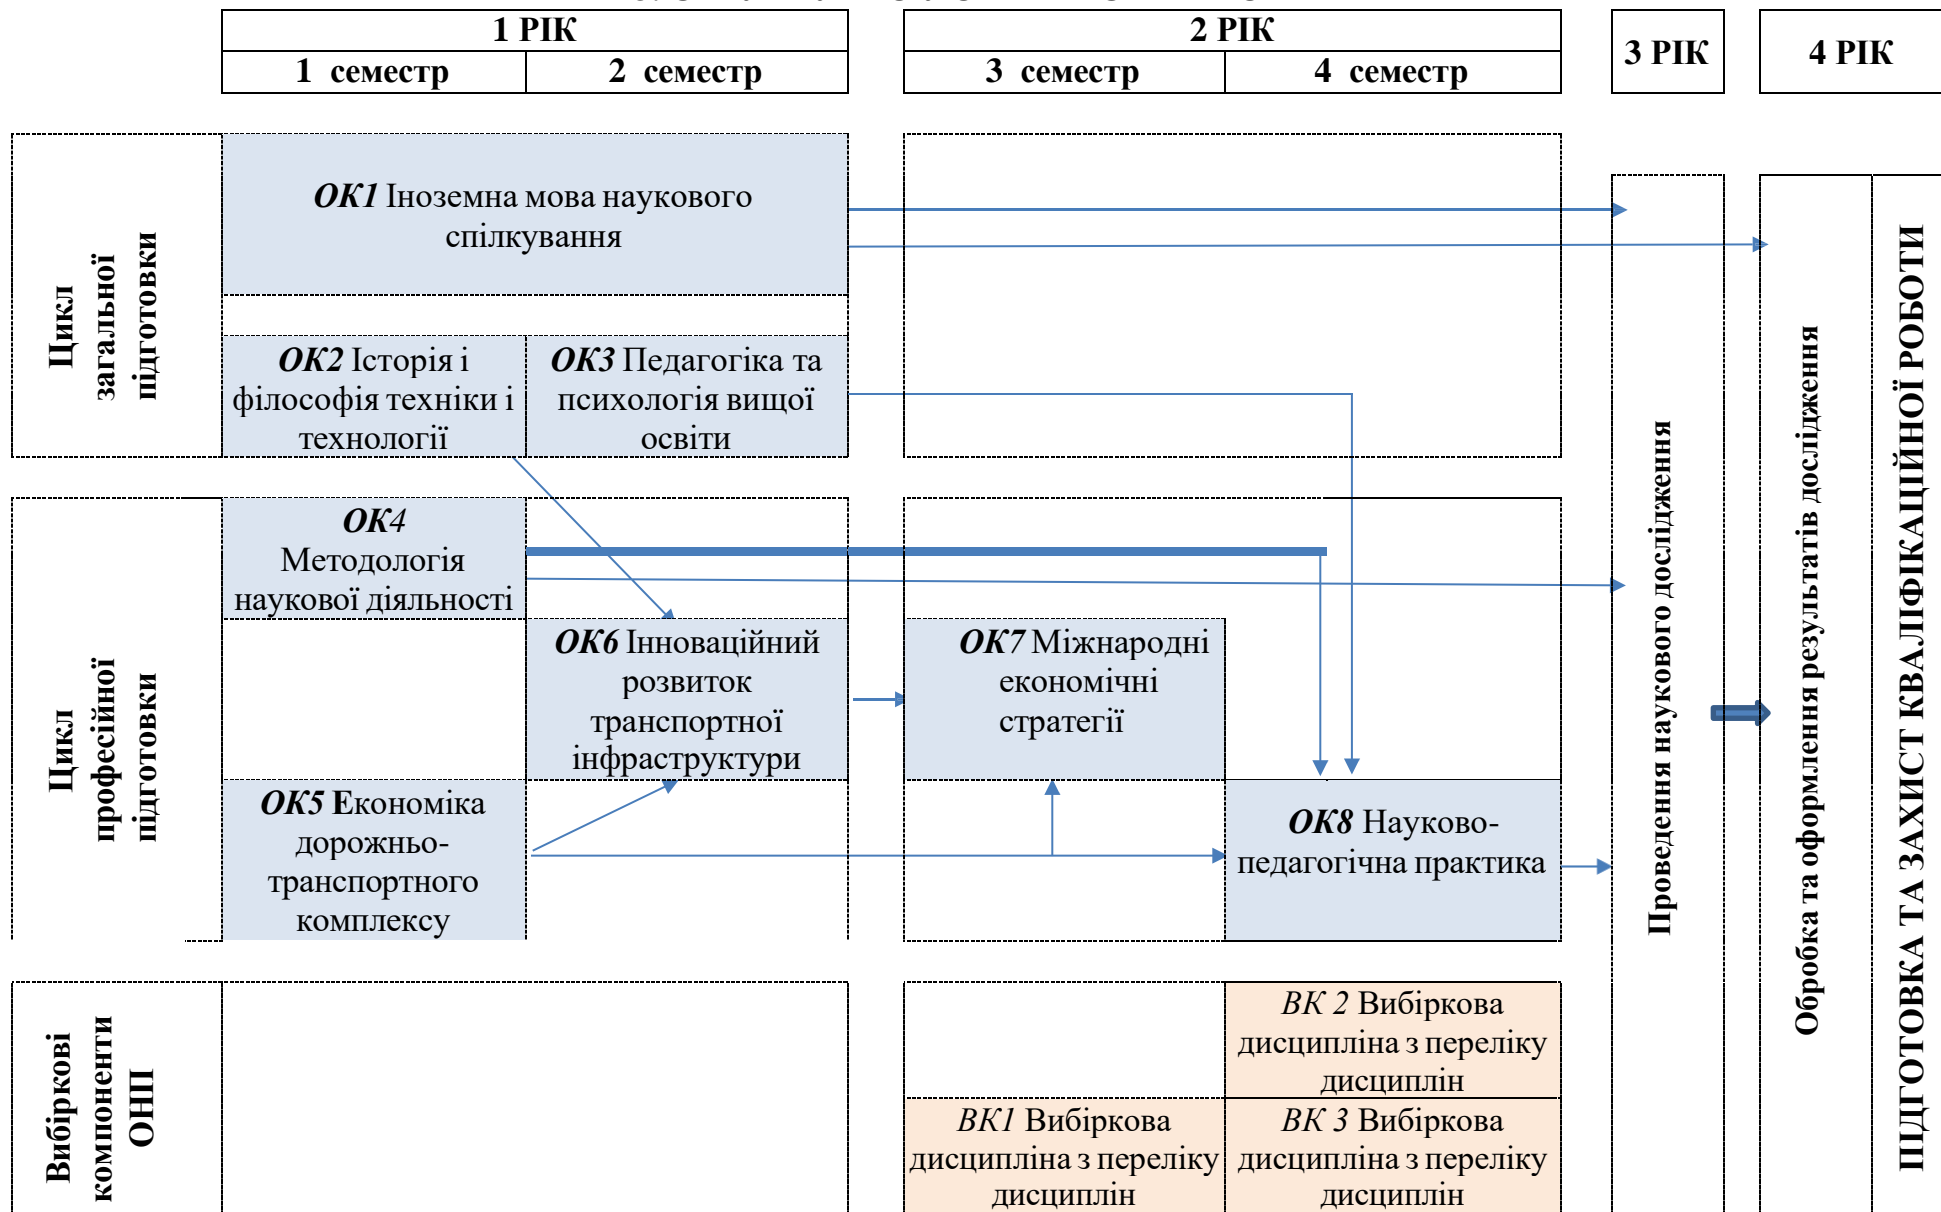 1 РІК
2 РІК
3 РІК
4 РІК
1 семестр
2 семестр
3 семестр
4 семестр
Цикл
загальної
підготовки
ОК1 Іноземна мова наукового
спілкування
ОК2 Історія і
філософія техніки і
технології
ОК3 Педагогіка та
психологія вищої
освіти
Цикл
професійної
підготовки
ОК4
Методологія
наукової діяльності
ОК6 Інноваційний
розвиток
транспортної
інфраструктури
ОК7 Міжнародні
економічні
стратегії
ОК5 Економіка
дорожньо-
транспортного
комплексу
ОК8 Науково-
педагогічна практика
Вибіркові
компоненти
ОНП
ВК 2 Вибіркова
дисципліна з переліку
дисциплін
ВК1 Вибіркова
дисципліна з переліку
дисциплін
ВК 3 Вибіркова
дисципліна з переліку
дисциплін
Проведення наукового дослідження
Обробка та оформлення результатів дослідження
ПІДГОТОВКА ТА ЗАХИСТ КВАЛІФІКАЦІЙНОЇ РОБОТИ